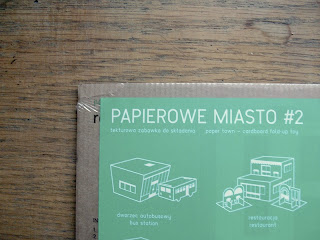 PAPIEROWE MIASTO #2
tekturowa zabawka do składania   paper town - cardboard fold-up toy
dworzec autobusowy
bus station
restauracja
restaurant